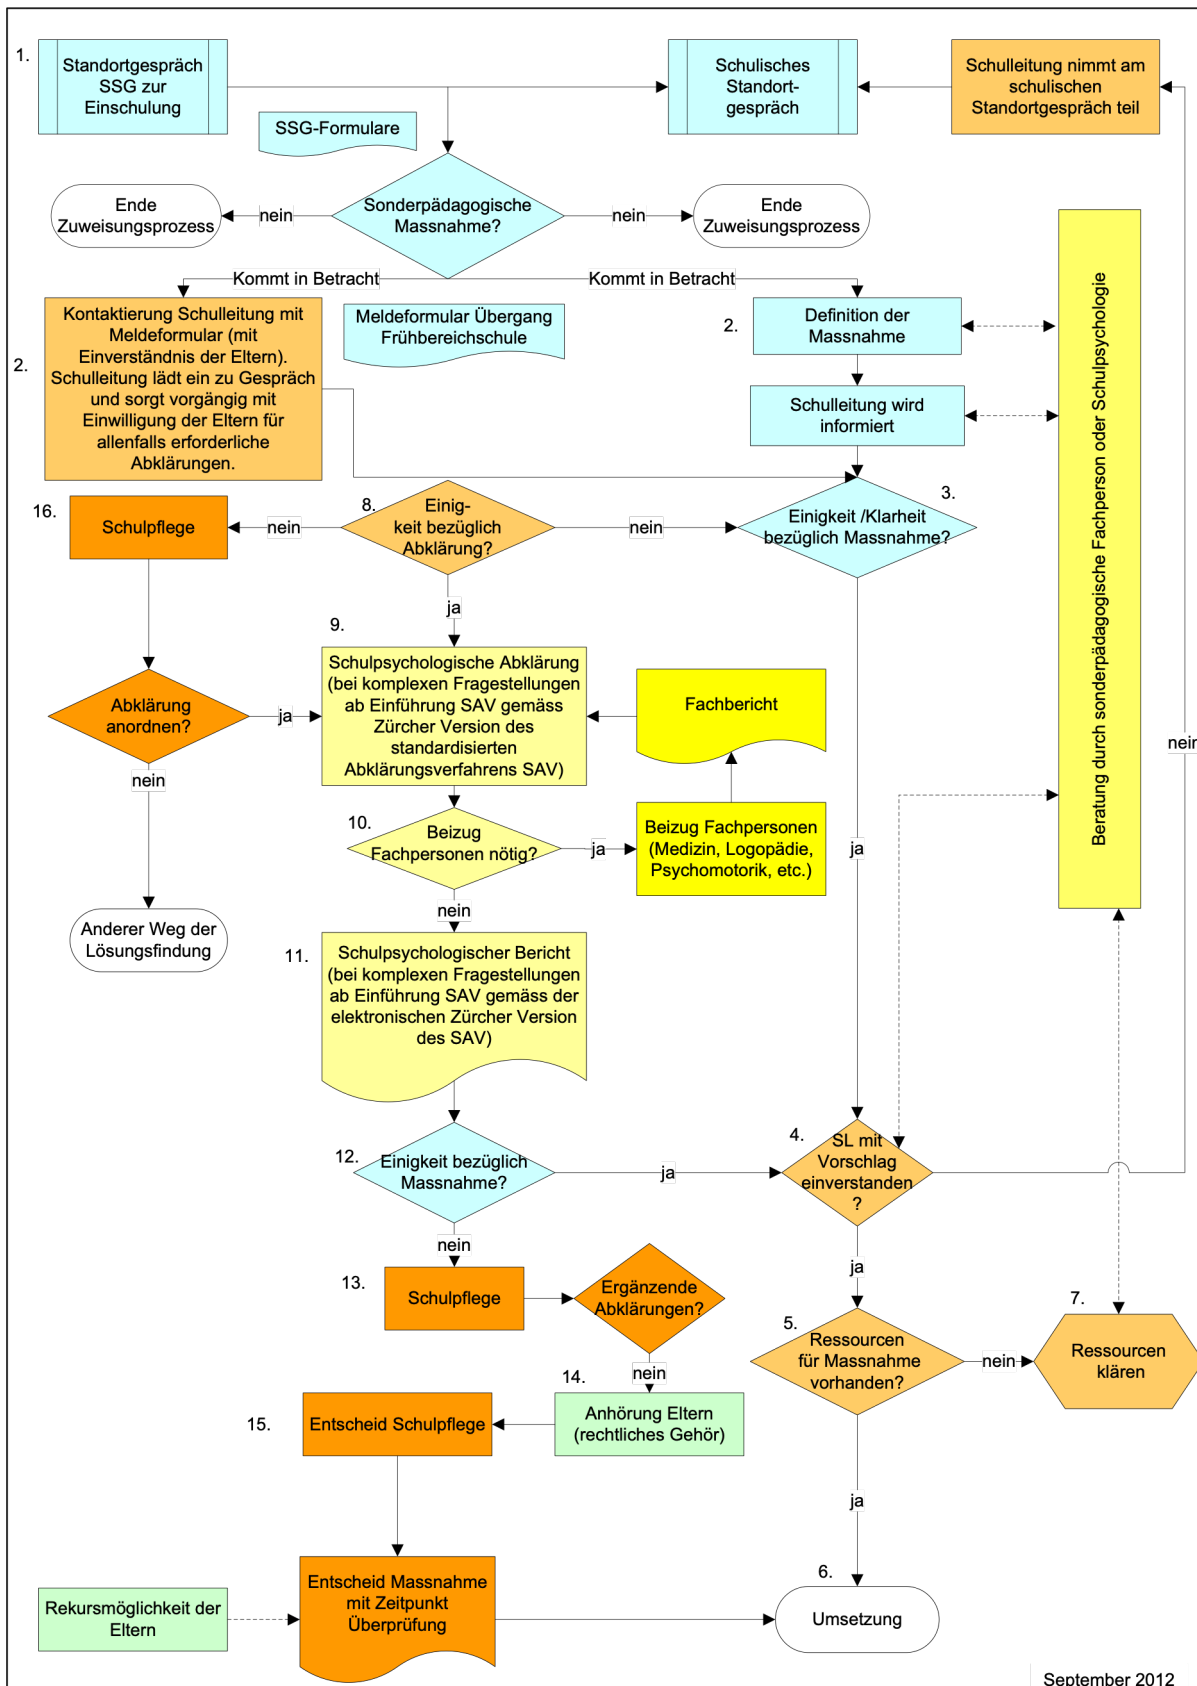 1.
Standortgespräch
SSG zur
Einschulung
Schulisches
Standort-
gespräch
Schulleitung nimmt am
schulischen
Standortgespräch teil
SSG-Formulare
Ende
Zuweisungsprozess
nein
Sonderpädagogische
Massnahme?
nein
Ende
Zuweisungsprozess
Kommt in Betracht
Kommt in Betracht
2.
Kontaktierung Schulleitung mit
Meldeformular (mit
Einverständnis der Eltern).
Schulleitung lädt ein zu Gespräch
und sorgt vorgängig mit
Einwilligung der Eltern für
allenfalls erforderliche
Abklärungen.
Meldeformular Übergang
Frühbereichschule
2.
Definition der
Massnahme
Schulleitung wird
informiert
Beratung durch sonderpädagogische Fachperson oder Schulpsychologie
16.
Schulpflege
nein
8.
Einig-
keit bezüglich
Abklärung?
nein
3.
Einigkeit /Klarheit
bezüglich Massnahme?
ja
9.
Schulpsychologische Abklärung
(bei komplexen Fragestellungen
ab Einführung SAV gemäss
Zürcher Version des
standardisierten
Abklärungsverfahrens SAV)
Fachbericht
Abklärung
anordnen?
ja
nein
nein
10.
Beizug
Fachpersonen nötig?
ja
Beizug Fachpersonen
(Medizin, Logopädie,
Psychomotorik, etc.)
ja
nein
Anderer Weg der
Lösungsfindung
11.
Schulpsychologischer Bericht
(bei komplexen Fragestellungen
ab Einführung SAV gemäss der
elektronischen Zürcher Version
des SAV)
12.
Einigkeit bezüglich
Massnahme?
ja
4.
SL mit
Vorschlag
einverstanden
?
nein
ja
13.
Schulpflege
Ergänzende
Abklärungen?
5.
Ressourcen
für Massnahme
vorhanden?
nein
7.
Ressourcen
klären
nein
14.
Anhörung Eltern
(rechtliches Gehör)
15.
Entscheid Schulpflege
ja
Rekursmöglichkeit der
Eltern
Entscheid Massnahme
mit Zeitpunkt
Überprüfung
6.
Umsetzung
September 2012